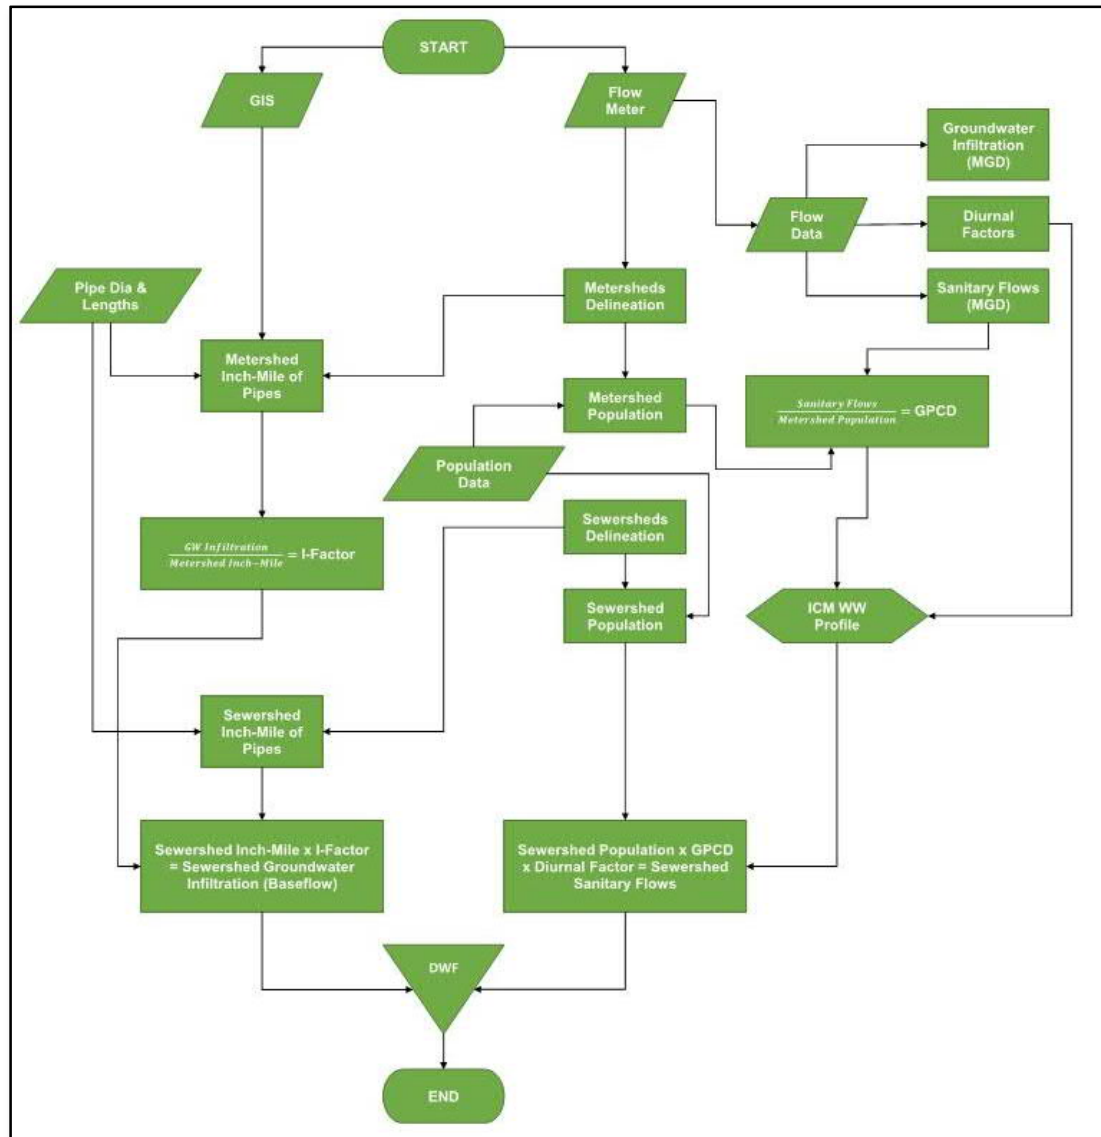 START
GIS
Flow
Meter
Groundwater
Infiltration
(MGD)
Flow
Data
Diurnal
Factors
Pipe Dia &
Lengths
Metersheds
Delineation
Sanitary Flows
(MGD)
Metershed
Inch-Mile of
Pipes
Metershed
Population
Sanitary Flows / Metershed Population = GPCD
Population
Data
Sewersheds
Delineation
GW Infiltration / Metershed Inch-Mile = I-Factor
Sewershed
Population
ICM WW
Profile
Sewershed
Inch-Mile of
Pipes
Sewershed Inch-Mile x I-Factor
= Sewershed Groundwater
Infiltration (Baseflow)
Sewershed Population x GPCD
x Diurnal Factor = Sewershed
Sanitary Flows
DWF
END